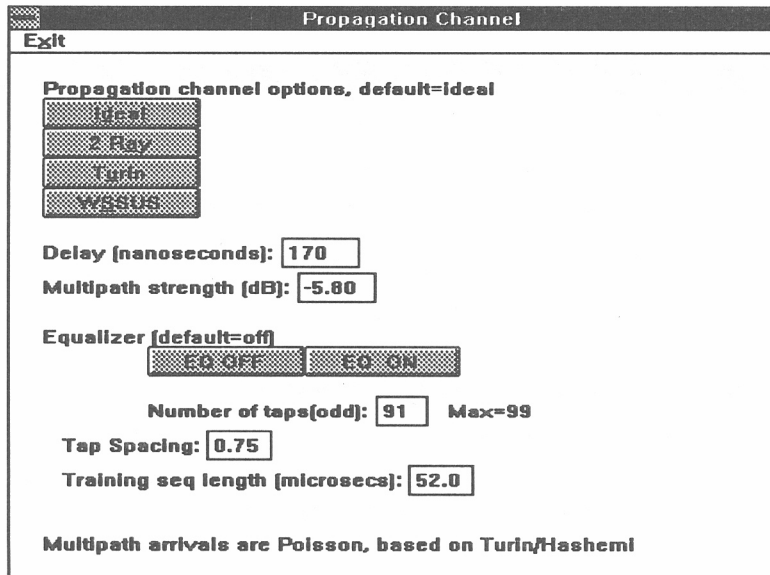 Propagation Channel
Exit
Propagation channel options, default=ideal
Ideal
2 Ray
Turin
WSSUS
Delay (nanoseconds): 170
Multipath strength (dB): -5.80
Equalizer (default=off)
EQ OFF EQ ON
Number of taps(odd): 91 Max=99
Tap Spacing: 0.75
Training seq length (microsecs): 52.0
Multipath arrivals are Poisson, based on Turin/Hashemi